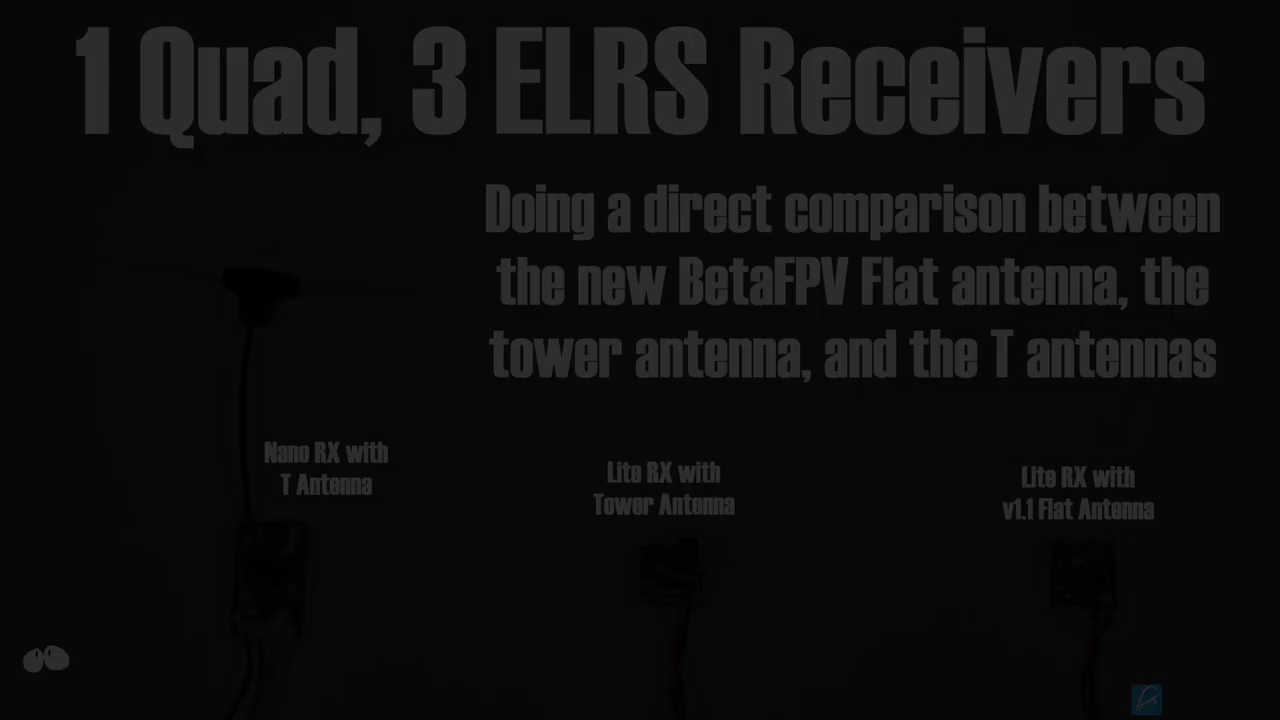 1 Quad, 3 ELRS Receivers
Doing a direct comparison between
the new BetaFPV Flat antenna, the
tower antenna, and the T antennas
Nano RX with
T Antenna
Lite RX with
Tower Antenna
Lite RX with
v1.1 Flat Antenna